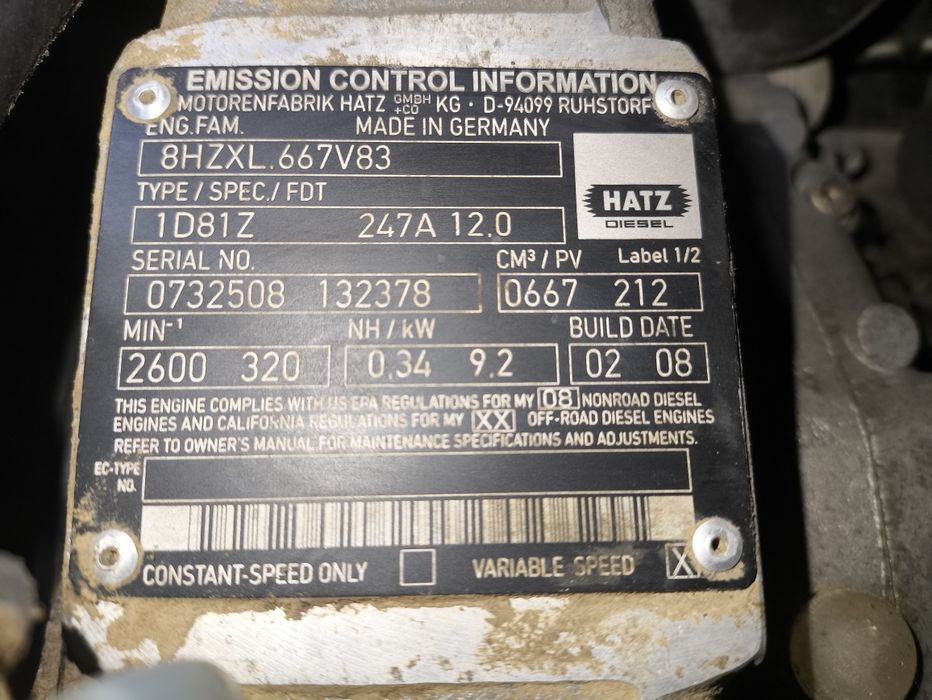 EMISSION CONTROL INFORMATION
MOTORENFABRIK HATZ GMBH +CO KG · D-94099 RUHSTORF
ENG.FAM. MADE IN GERMANY
8HZXL.667V83
HATZ
DIESEL
TYPE / SPEC. / FDT
1D81Z 247A 12.0
SERIAL NO. CM³ / PV Label 1/2
0732508 132378 0667 212
MIN⁻¹ NH / kW BUILD DATE
2600 320 0.34 9.2 02 08
THIS ENGINE COMPLIES WITH US EPA REGULATIONS FOR MY 08 NONROAD DIESEL
ENGINES AND CALIFORNIA REGULATIONS FOR MY XX OFF-ROAD DIESEL ENGINES
REFER TO OWNER'S MANUAL FOR MAINTENANCE SPECIFICATIONS AND ADJUSTMENTS.
EC-TYPE
NO.
CONSTANT-SPEED ONLY VARIABLE SPEED X